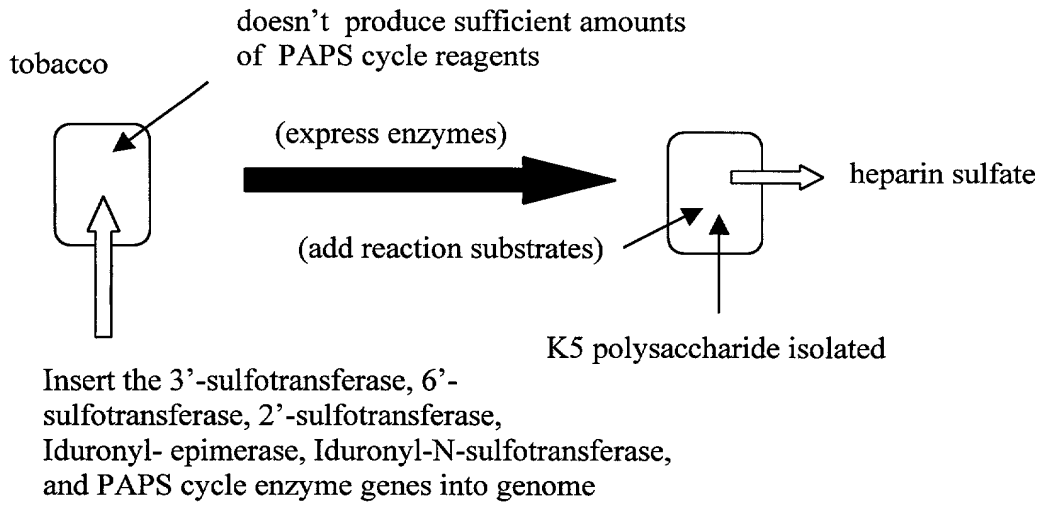 doesn't produce sufficient amounts
of PAPS cycle reagents
tobacco
(express enzymes)
heparin sulfate
(add reaction substrates)
K5 polysaccharide isolated
Insert the 3'-sulfotransferase, 6'-
sulfotransferase, 2'-sulfotransferase,
Iduronyl- epimerase, Iduronyl-N-sulfotransferase,
and PAPS cycle enzyme genes into genome